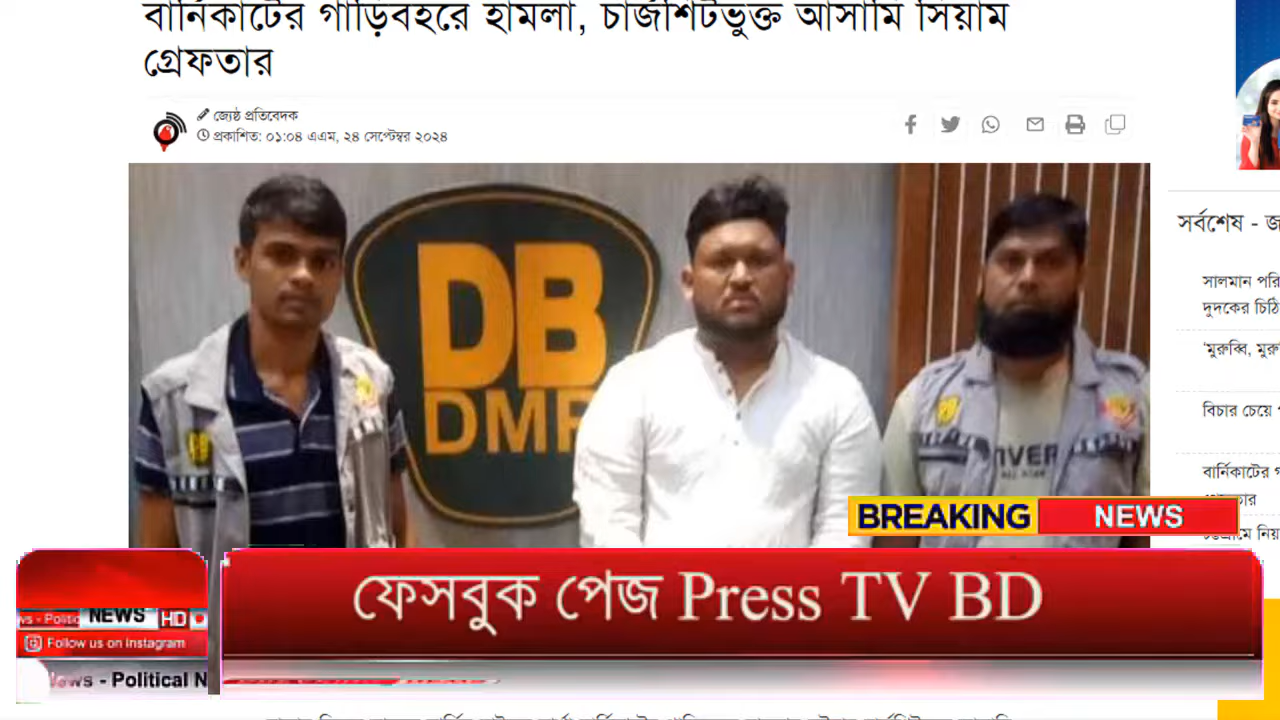 বার্নিকাটের গাড়িবহরে হামলা, চার্জশিটভুক্ত আসামি সিয়াম
গ্রেফতার
জ্যেষ্ঠ প্রতিবেদক
প্রকাশিত: ০১:০৪ এএম, ২৪ সেপ্টেম্বর ২০২৪
DB
DMP
সর্বশেষ -
সালমান
দুদকের চিঠি
'মুরুব্বি,
বিচার চেয়ে
বার্নিকাটের
BREAKING NEWS
ফেসবুক পেজ Press TV BD
NEWS HD
Follow us on Instagram
News - Political N